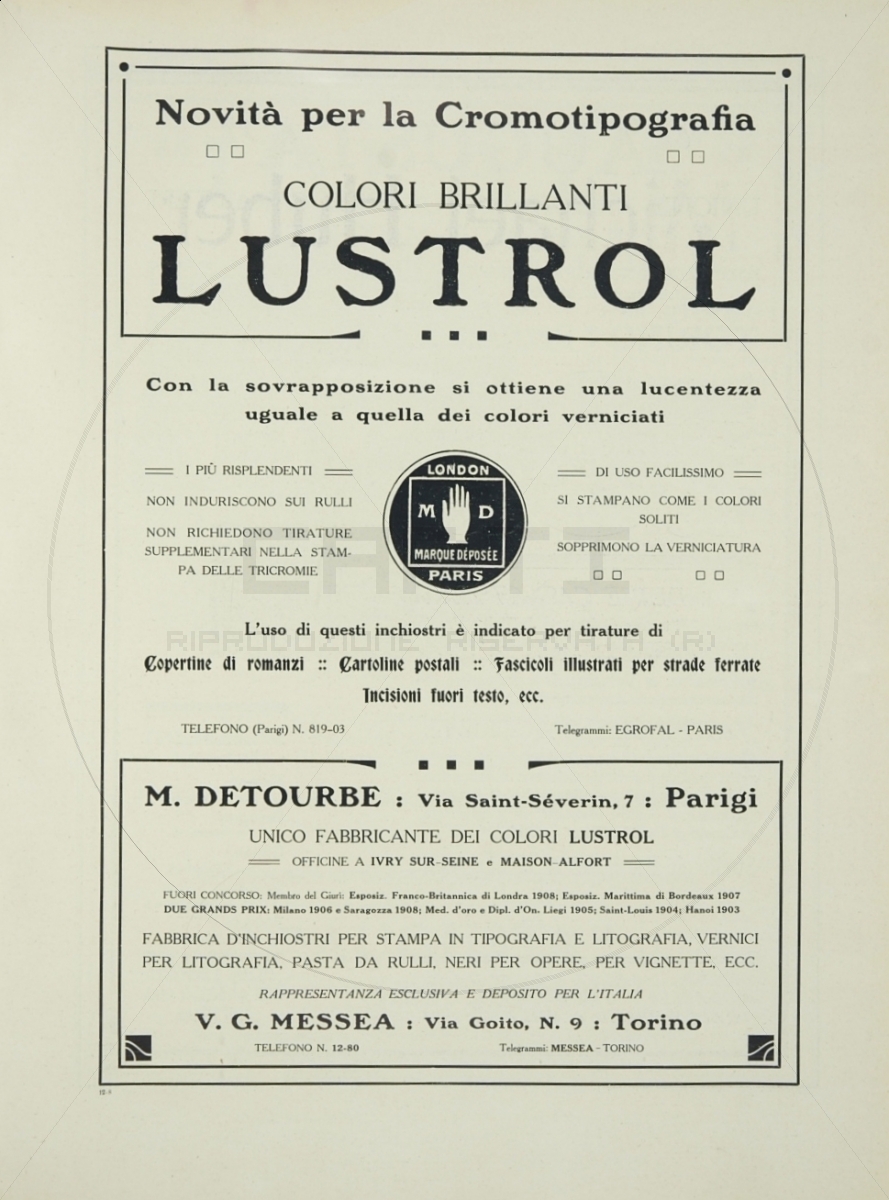 Novità per la Cromotipografia
COLORI BRILLANTI
LUSTROL
Con la sovrapposizione si ottiene una lucentezza
uguale a quella dei colori verniciati
I PIÙ RISPLENDENTI
NON INDURISCONO SUI RULLI
NON RICHIEDONO TIRATURE
SUPPLEMENTARI NELLA STAM-
PA DELLE TRICROMIE
LONDON
M D
MARQUE DÉPOSÉE
PARIS
DI USO FACILISSIMO
SI STAMPANO COME I COLORI
SOLITI
SOPPRIMONO LA VERNICIATURA
L'uso di questi inchiostri è indicato per tirature di
RIPRODUZIONE RISERVATA (R)
Copertine di romanzi :: Cartoline postali :: Fascicoli illustrati per strade ferrate
Incisioni fuori testo, ecc.
TELEFONO (Parigi) N. 819-03
Telegrammi: EGROFAL - PARIS
M. DETOURBE : Via Saint-Séverin, 7 : Parigi
UNICO FABBRICANTE DEI COLORI LUSTROL
OFFICINE A IVRY SUR-SEINE e MAISON-ALFORT
FUORI CONCORSO: Membro del Giurì: Esposiz. Franco-Britannica di Londra 1908; Esposiz. Marittima di Bordeaux 1907
DUE GRANDS PRIX: Milano 1906 e Saragozza 1908; Med. d'oro e Dipl. d'On. Liegi 1905; Saint-Louis 1904; Hanoi 1903
FABBRICA D'INCHIOSTRI PER STAMPA IN TIPOGRAFIA E LITOGRAFIA, VERNICI
PER LITOGRAFIA, PASTA DA RULLI, NERI PER OPERE, PER VIGNETTE, ECC.
RAPPRESENTANZA ESCLUSIVA E DEPOSITO PER L'ITALIA
V. G. MESSEA : Via Goito, N. 9 : Torino
TELEFONO N. 12-80
Telegrammi: MESSEA - TORINO